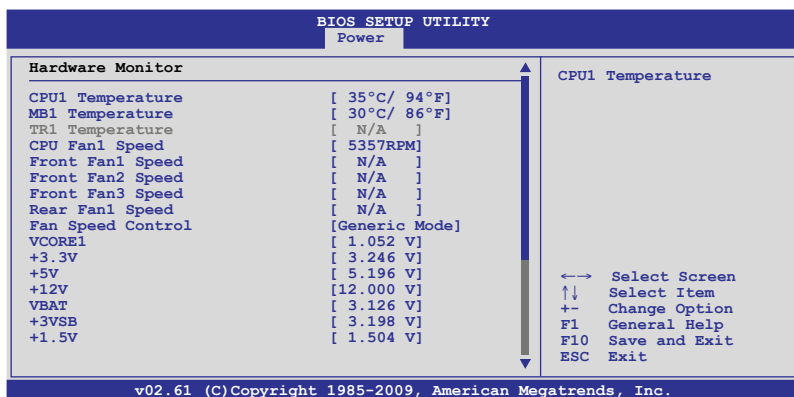 BIOS SETUP UTILITY
Power
Hardware Monitor
CPU1 Temperature [ 35°C/ 94°F]
MB1 Temperature [ 30°C/ 86°F]
TR1 Temperature [ N/A ]
CPU Fan1 Speed [ 5357RPM]
Front Fan1 Speed [ N/A ]
Front Fan2 Speed [ N/A ]
Front Fan3 Speed [ N/A ]
Rear Fan1 Speed [ N/A ]
Fan Speed Control [Generic Mode]
VCORE1 [ 1.052 V]
+3.3V [ 3.246 V]
+5V [ 5.196 V]
+12V [12.000 V]
VBAT [ 3.126 V]
+3VSB [ 3.198 V]
+1.5V [ 1.504 V]
CPU1 Temperature
←→ Select Screen
↑↓ Select Item
+- Change Option
F1 General Help
F10 Save and Exit
ESC Exit
v02.61 (C)Copyright 1985-2009, American Megatrends, Inc.